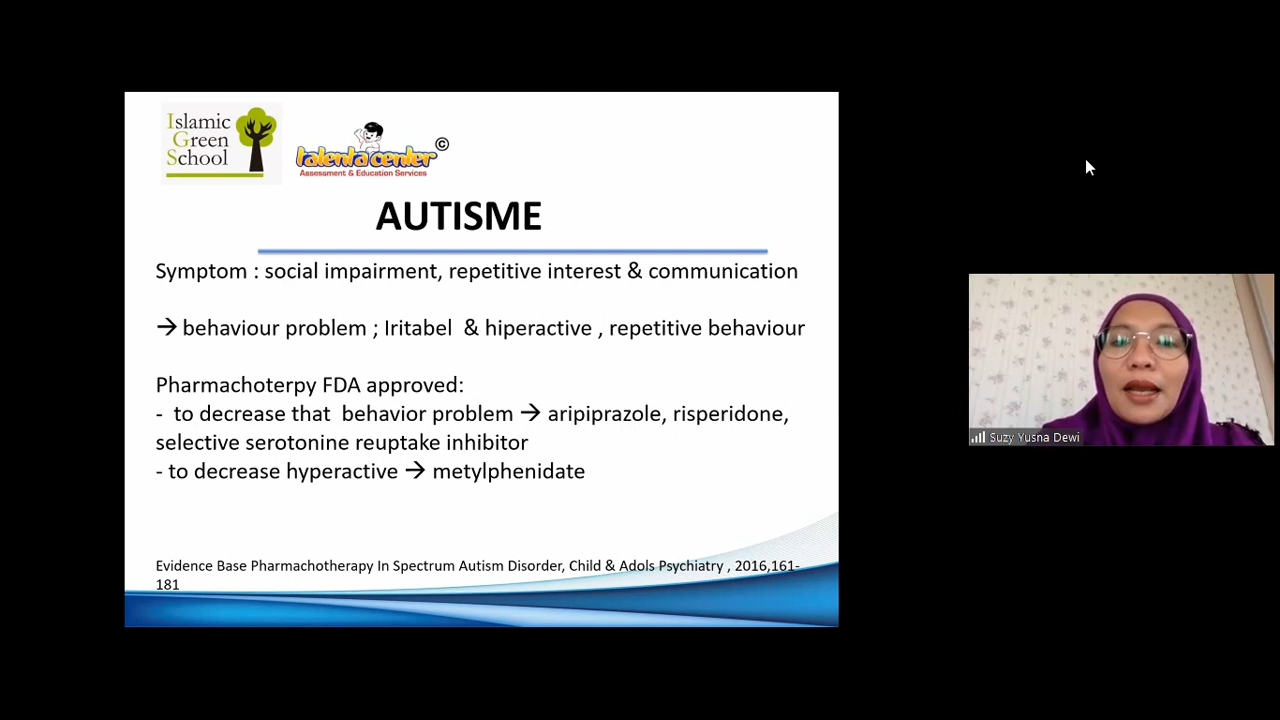 Islamic
Green
School
talenta center ©
Assessment & Education Services
AUTISME
Symptom : social impairment, repetitive interest & communication
→ behaviour problem ; Iritabel & hiperactive , repetitive behaviour
Pharmachoterpy FDA approved:
- to decrease that behavior problem → aripiprazole, risperidone,
selective serotonine reuptake inhibitor
- to decrease hyperactive → metylphenidate
Evidence Base Pharmachotherapy In Spectrum Autism Disorder, Child & Adols Psychiatry , 2016,161-
181
Suzy Yusna Dewi